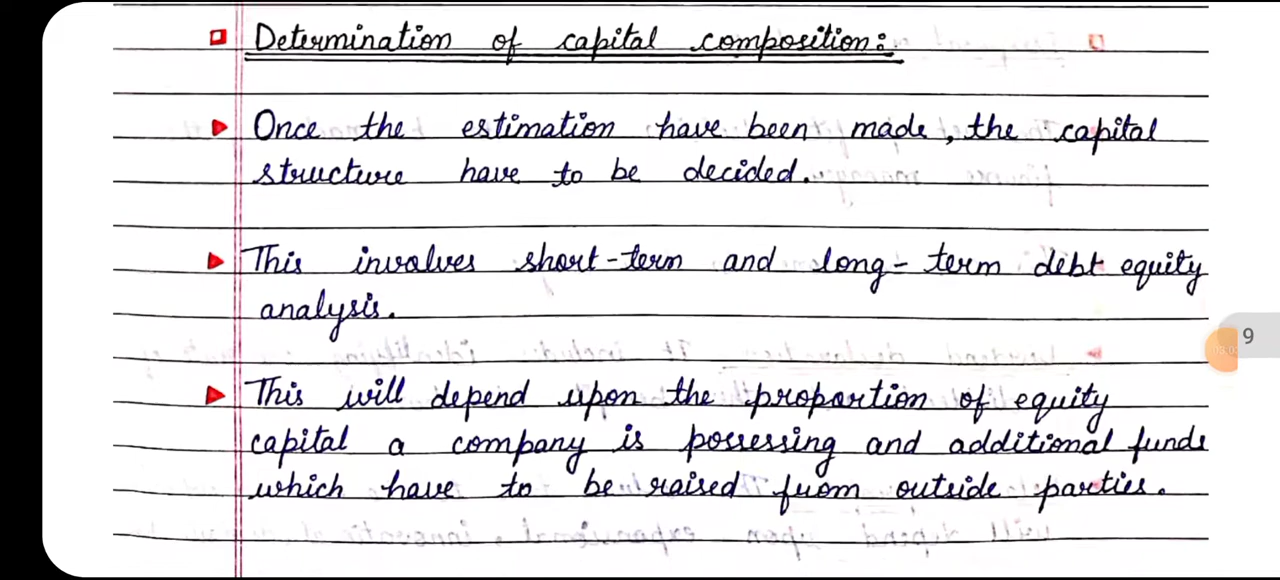 Determination of capital composition:
Once the estimation have been made, the capital
structure have to be decided.
This involves short-term and long-term debt equity
analysis.
This will depend upon the proportion of equity
capital a company is possessing and additional funds
which have to be raised from outside parties.
9